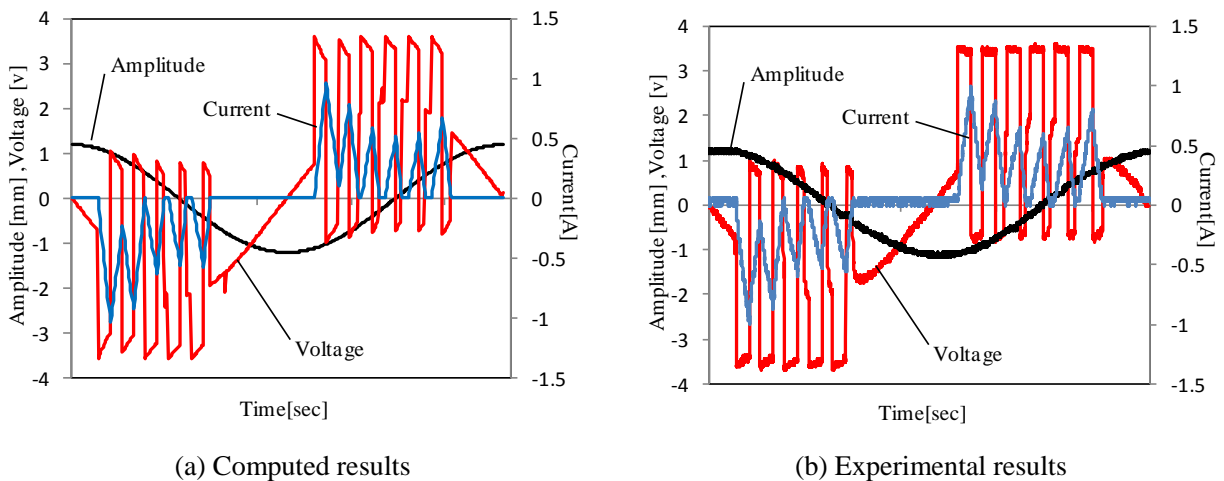 4
3
2
1
0
-1
-2
-3
-4
Amplitude [mm] ,Voltage [v]
1.5
1
0.5
0
-0.5
-1
-1.5
Current[A]
Amplitude
Current
Voltage
Time[sec]
(a) Computed results
4
3
2
1
0
-1
-2
-3
-4
Amplitude [mm] ,Voltage [v]
1.5
1
0.5
0
-0.5
-1
-1.5
Current[A]
Amplitude
Current
Voltage
Time[sec]
(b) Experimental results